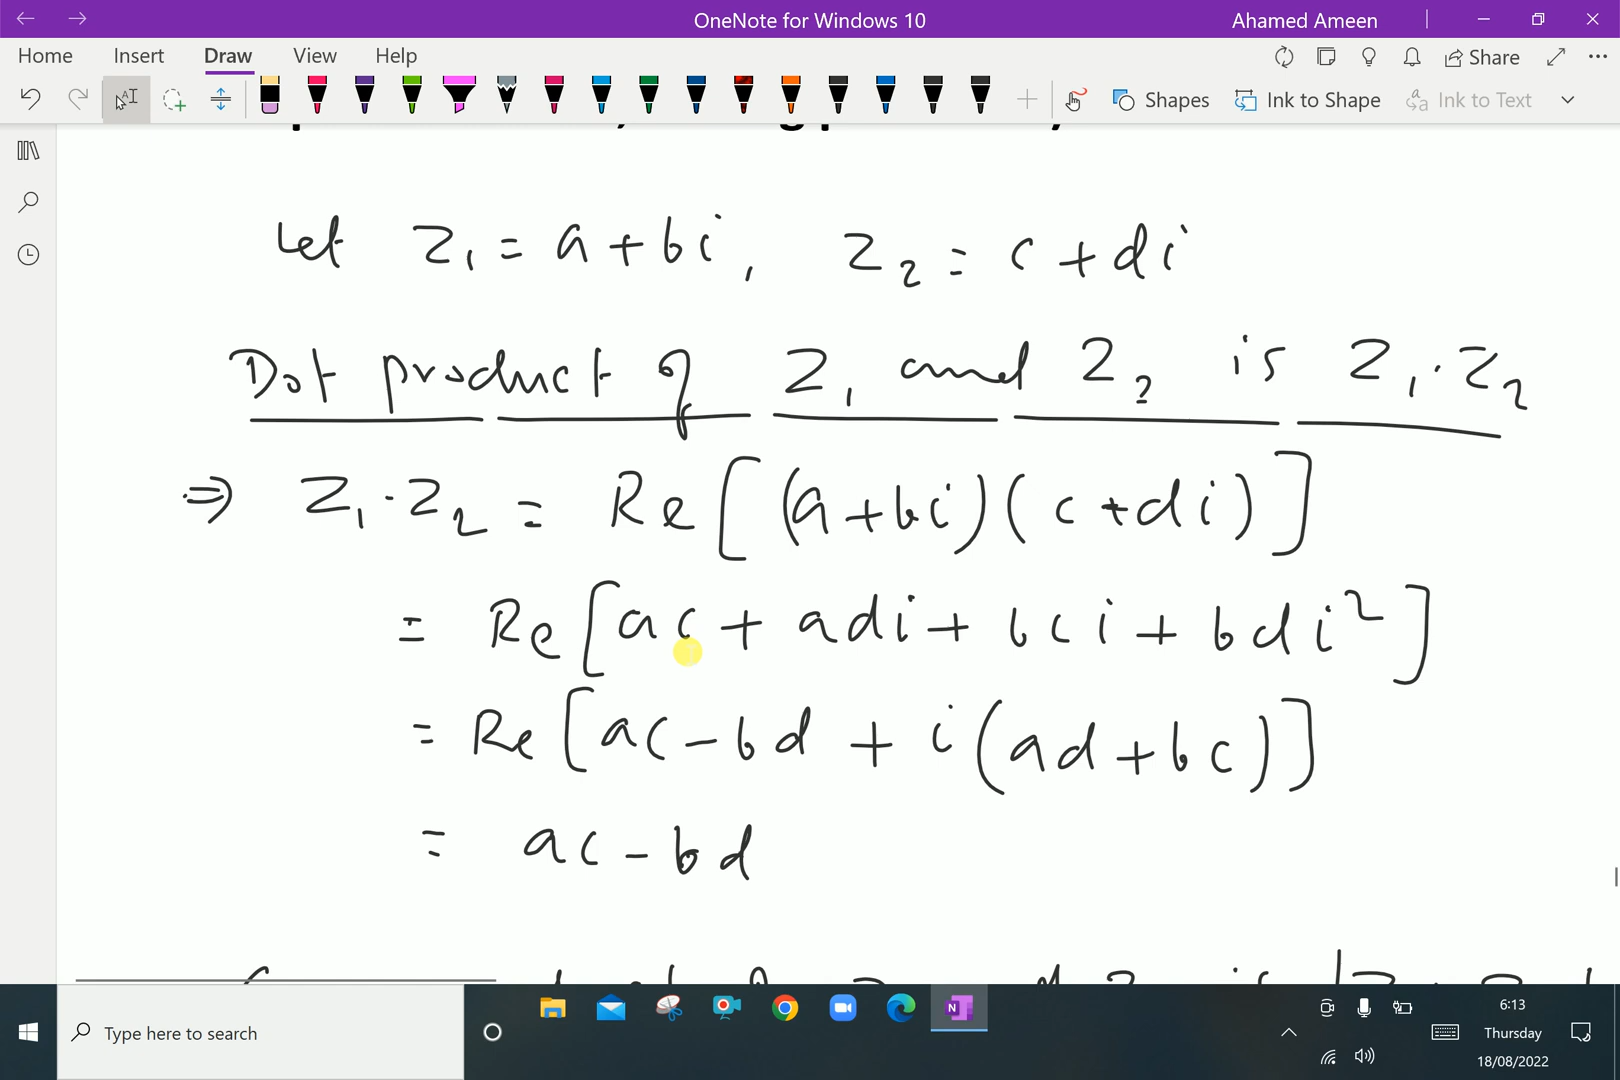 OneNote for Windows 10
Ahamed Ameen
Home Insert Draw View Help
Share
Shapes Ink to Shape Ink to Text
Let Z₁ = a + bi, Z₂ = c + di
Dot product of Z₁ and Z₂ is Z₁ · Z₂
⇒ Z₁ · Z₂ = Re[(a + bi)(c + di)]
= Re[ac + adi + bci + bdi²]
= Re[ac - bd + i(ad + bc)]
= ac - bd
Type here to search
6:13
Thursday
18/08/2022